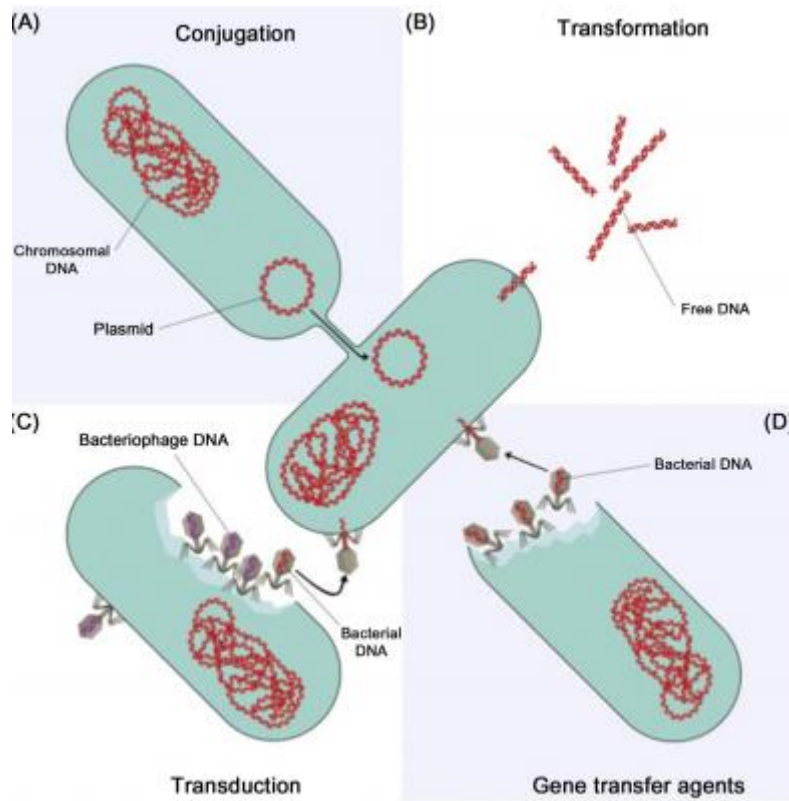 (A)
Conjugation
(B)
Transformation
Chromosomal
DNA
Plasmid
Free DNA
(C)
Bacteriophage DNA
(D)
Bacterial DNA
Bacterial
DNA
Transduction
Gene transfer agents